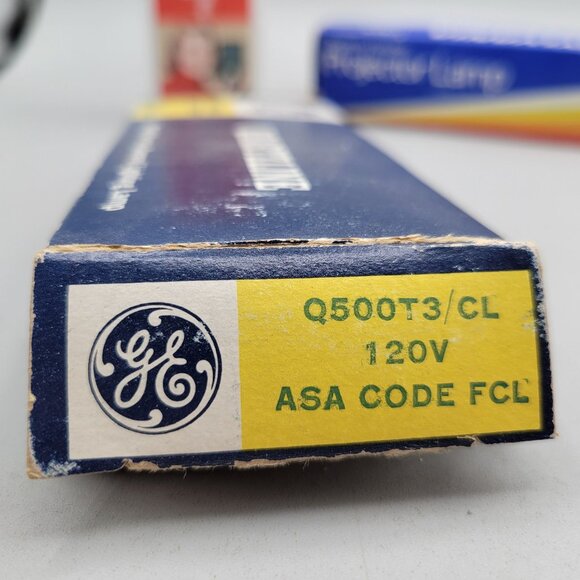 Projector Lamp
GE
Q500T3/CL
120V
ASA CODE FCL